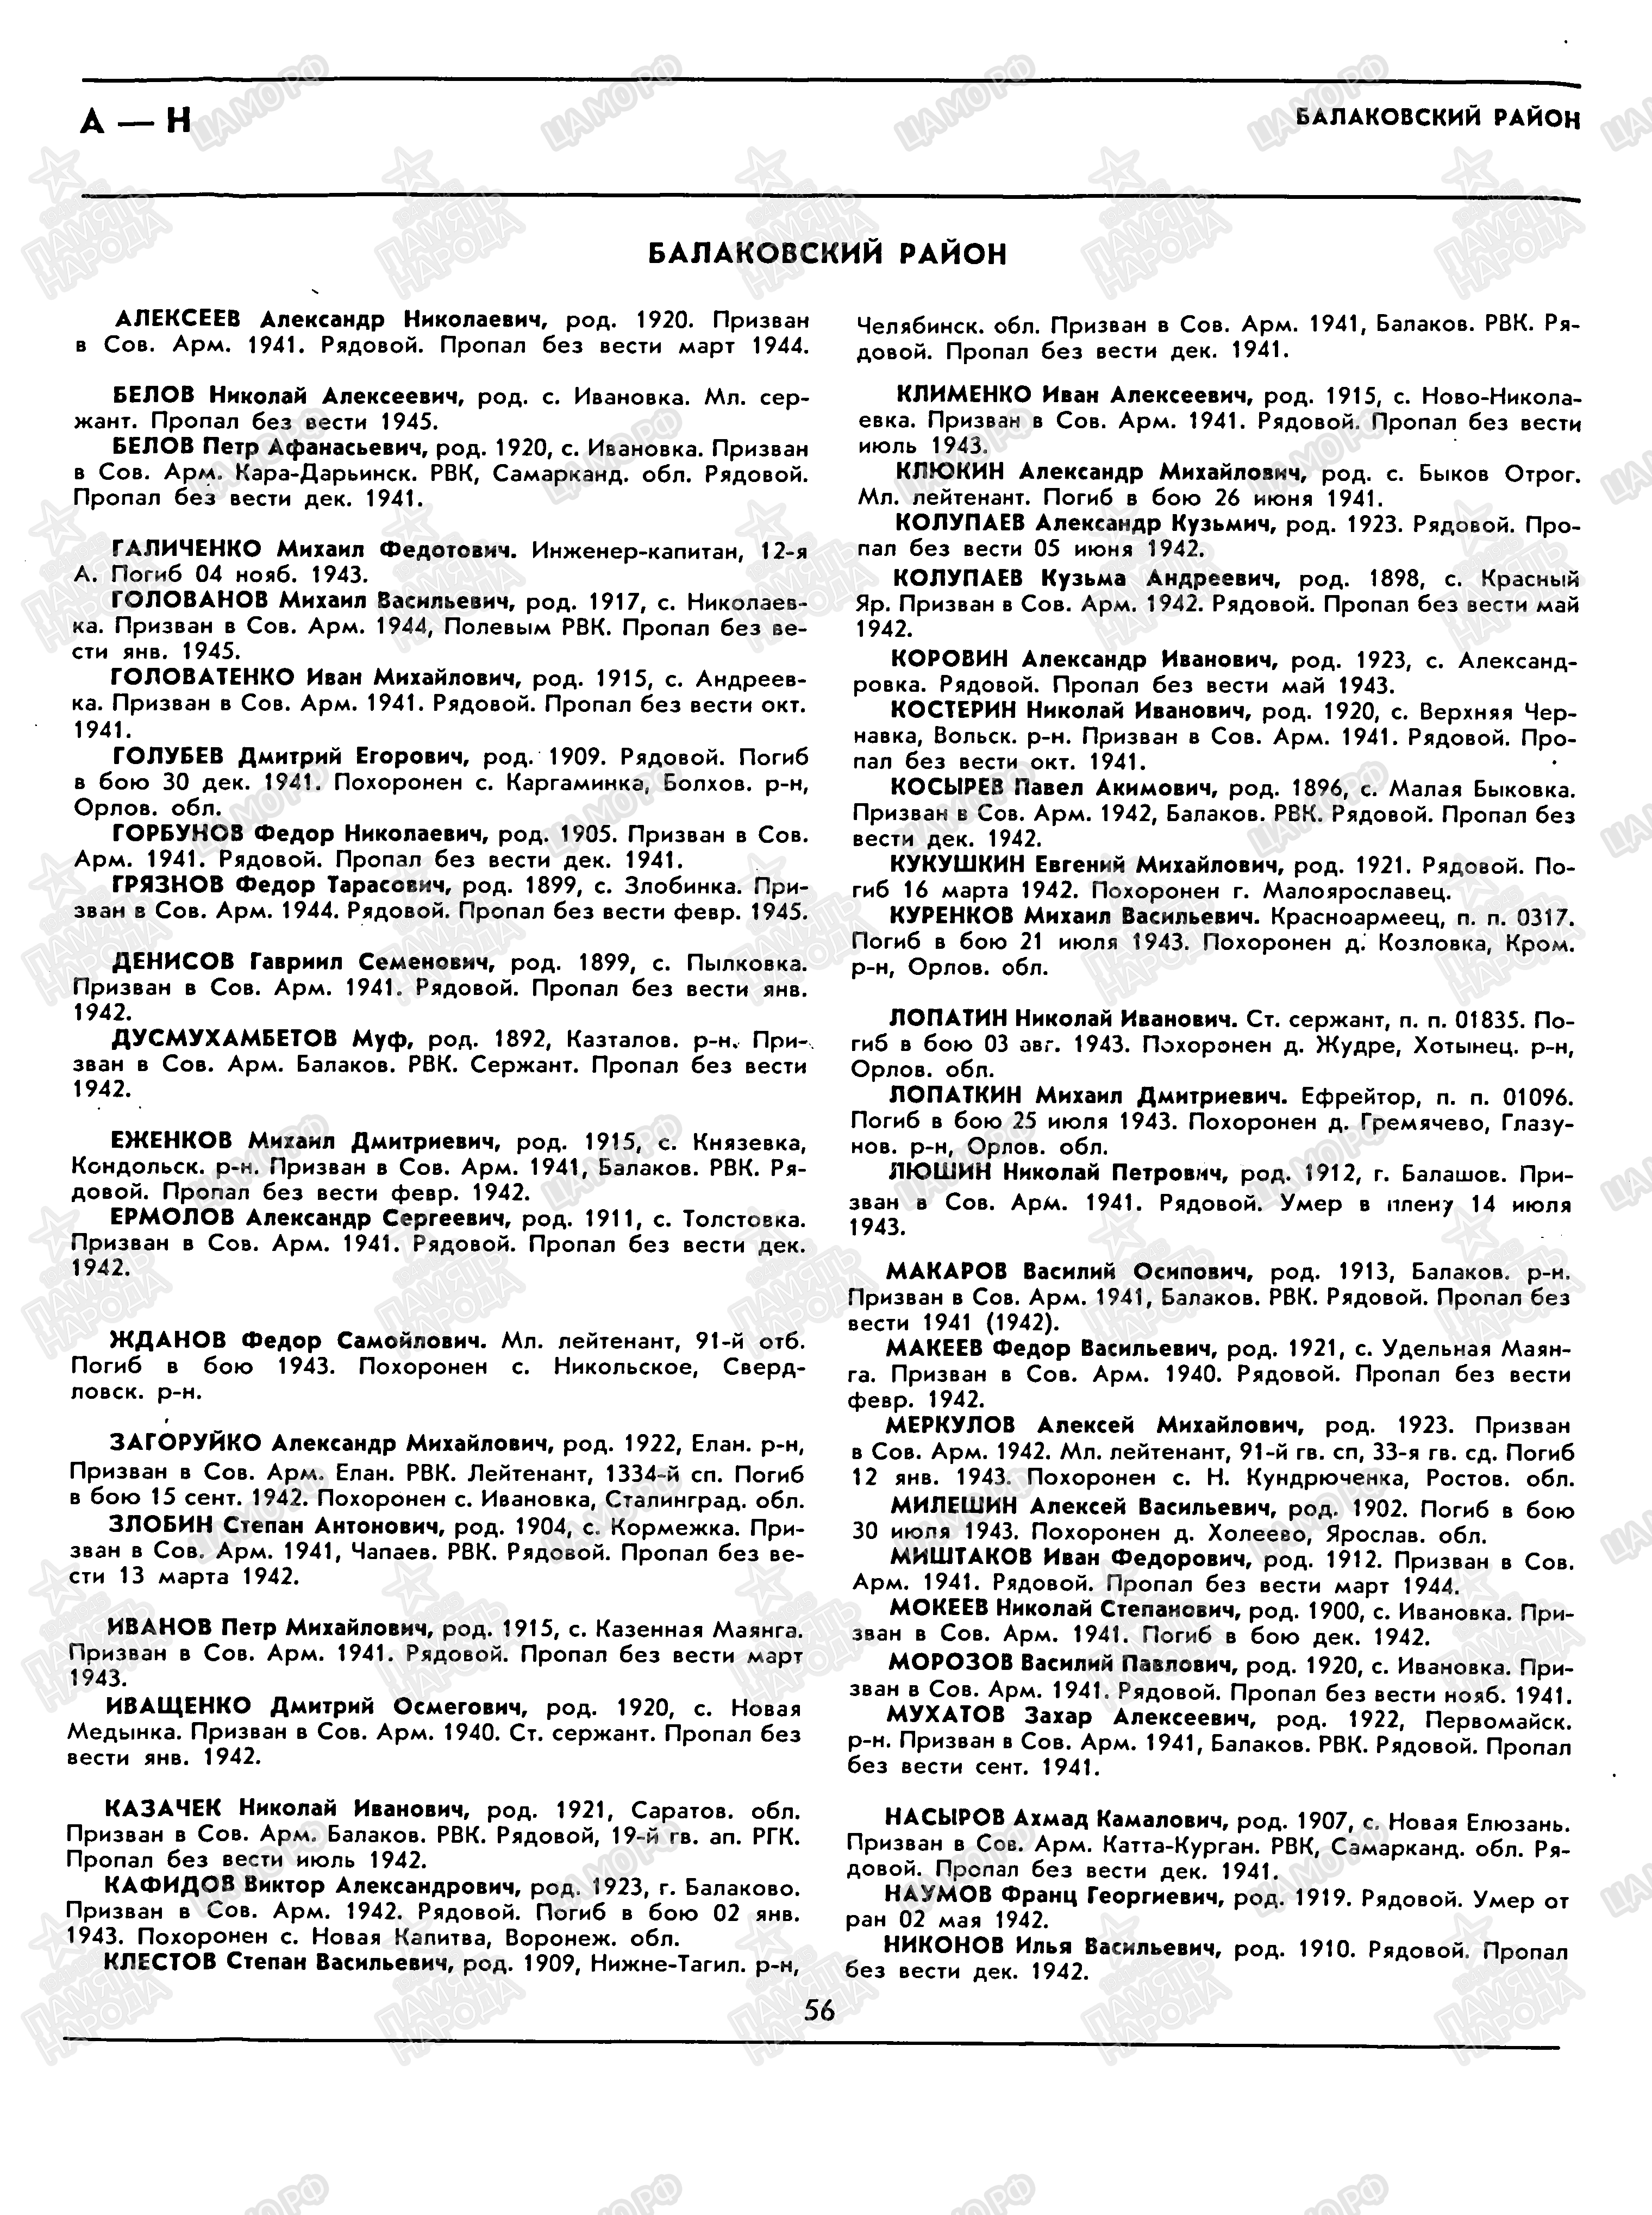 А — Н
БАЛАКОВСКИЙ РАЙОН
БАЛАКОВСКИЙ РАЙОН
АЛЕКСЕЕВ Александр Николаевич, род. 1920. Призван
в Сов. Арм. 1941. Рядовой. Пропал без вести март 1944.
БЕЛОВ Николай Алексеевич, род. с. Ивановка. Мл. сер-
жант. Пропал без вести 1945.
БЕЛОВ Петр Афанасьевич, род. 1920, с. Ивановка. Призван
в Сов. Арм. Кара-Дарьинск. РВК, Самарканд. обл. Рядовой.
Пропал без вести дек. 1941.
ГАЛИЧЕНКО Михаил Федотович. Инженер-капитан, 12-я
А. Погиб 04 нояб. 1943.
ГОЛОВАНОВ Михаил Васильевич, род. 1917, с. Николаев-
ка. Призван в Сов. Арм. 1944, Полевым РВК. Пропал без ве-
сти янв. 1945.
ГОЛОВАТЕНКО Иван Михайлович, род. 1915, с. Андреев-
ка. Призван в Сов. Арм. 1941. Рядовой. Пропал без вести окт.
1941.
ГОЛУБЕВ Дмитрий Егорович, род. 1909. Рядовой. Погиб
в бою 30 дек. 1941. Похоронен с. Каргаминка, Болхов. р-н,
Орлов. обл.
ГОРБУНОВ Федор Николаевич, род. 1905. Призван в Сов.
Арм. 1941. Рядовой. Пропал без вести дек. 1941.
ГРЯЗНОВ Федор Тарасович, род. 1899, с. Злобинка. При-
зван в Сов. Арм. 1944. Рядовой. Пропал без вести февр. 1945.
ДЕНИСОВ Гавриил Семенович, род. 1899, с. Пылковка.
Призван в Сов. Арм. 1941. Рядовой. Пропал без вести янв.
1942.
ДУСМУХАМБЕТОВ Муф, род. 1892, Казталов. р-н. При-
зван в Сов. Арм. Балаков. РВК. Сержант. Пропал без вести
1942.
ЕЖЕНКОВ Михаил Дмитриевич, род. 1915, с. Князевка,
Кондольск. р-н. Призван в Сов. Арм. 1941, Балаков. РВК. Ря-
довой. Пропал без вести февр. 1942.
ЕРМОЛОВ Александр Сергеевич, род. 1911, с. Толстовка.
Призван в Сов. Арм. 1941. Рядовой. Пропал без вести дек.
1942.
ЖДАНОВ Федор Самойлович. Мл. лейтенант, 91-й отб.
Погиб в бою 1943. Похоронен с. Никольское, Сверд-
ловск. р-н.
ЗАГОРУЙКО Александр Михайлович, род. 1922, Елан. р-н,
Призван в Сов. Арм. Елан. РВК. Лейтенант, 1334-й сп. Погиб
в бою 15 сент. 1942. Похоронен с. Ивановка, Сталинград. обл.
ЗЛОБИН Степан Антонович, род. 1904, с. Кормежка. При-
зван в Сов. Арм. 1941, Чапаев. РВК. Рядовой. Пропал без ве-
сти 13 марта 1942.
ИВАНОВ Петр Михайлович, род. 1915, с. Казенная Маянга.
Призван в Сов. Арм. 1941. Рядовой. Пропал без вести март
1943.
ИВАЩЕНКО Дмитрий Осмегович, род. 1920, с. Новая
Медынка. Призван в Сов. Арм. 1940. Ст. сержант. Пропал без
вести янв. 1942.
КАЗАЧЕК Николай Иванович, род. 1921, Саратов. обл.
Призван в Сов. Арм. Балаков. РВК. Рядовой, 19-й гв. ап. РГК.
Пропал без вести июль 1942.
КАФИДОВ Виктор Александрович, род. 1923, г. Балаково.
Призван в Сов. Арм. 1942. Рядовой. Погиб в бою 02 янв.
1943. Похоронен с. Новая Капитва, Воронеж. обл.
КЛЕСТОВ Степан Васильевич, род. 1909, Нижне-Тагил. р-н,
Челябинск. обл. Призван в Сов. Арм. 1941, Балаков. РВК. Ря-
довой. Пропал без вести дек. 1941.
КЛИМЕНКО Иван Алексеевич, род. 1915, с. Ново-Никола-
евка. Призван в Сов. Арм. 1941. Рядовой. Пропал без вести
июль 1943.
КЛЮКИН Александр Михайлович, род. с. Быков Отрог.
Мл. лейтенант. Погиб в бою 26 июня 1941.
КОЛУПАЕВ Александр Кузьмич, род. 1923. Рядовой. Про-
пал без вести 05 июня 1942.
КОЛУПАЕВ Кузьма Андреевич, род. 1898, с. Красный
Яр. Призван в Сов. Арм. 1942. Рядовой. Пропал без вести май
1942.
КОРОВИН Александр Иванович, род. 1923, с. Александ-
ровка. Рядовой. Пропал без вести май 1943.
КОСТЕРИН Николай Иванович, род. 1920, с. Верхняя Чер-
навка, Вольск. р-н. Призван в Сов. Арм. 1941. Рядовой. Про-
пал без вести окт. 1941.
КОСЫРЕВ Павел Акимович, род. 1896, с. Малая Быковка.
Призван в Сов. Арм. 1942, Балаков. РВК. Рядовой. Пропал без
вести дек. 1942.
КУКУШКИН Евгений Михайлович, род. 1921. Рядовой. По-
гиб 16 марта 1942. Похоронен г. Малоярославец.
КУРЕНКОВ Михаил Васильевич. Красноармеец, п. п. 0317.
Погиб в бою 21 июля 1943. Похоронен д. Козловка, Кром.
р-н, Орлов. обл.
ЛОПАТИН Николай Иванович. Ст. сержант, п. п. 01835. По-
гиб в бою 03 авг. 1943. Похоронен д. Жудре, Хотынец. р-н,
Орлов. обл.
ЛОПАТКИН Михаил Дмитриевич. Ефрейтор, п. п. 01096.
Погиб в бою 25 июля 1943. Похоронен д. Гремячево, Глазу-
нов. р-н, Орлов. обл.
ЛЮШИН Николай Петрович, род. 1912, г. Балашов. При-
зван в Сов. Арм. 1941. Рядовой. Умер в плену 14 июля
1943.
МАКАРОВ Василий Осипович, род. 1913, Балаков. р-н.
Призван в Сов. Арм. 1941, Балаков. РВК. Рядовой. Пропал без
вести 1941 (1942).
МАКЕЕВ Федор Васильевич, род. 1921, с. Удельная Маян-
га. Призван в Сов. Арм. 1940. Рядовой. Пропал без вести
февр. 1942.
МЕРКУЛОВ Алексей Михайлович, род. 1923. Призван
в Сов. Арм. 1942. Мл. лейтенант, 91-й гв. сп, 33-я гв. сд. Погиб
12 янв. 1943. Похоронен с. Н. Кундрюченка, Ростов. обл.
МИЛЕШИН Алексей Васильевич, род. 1902. Погиб в бою
30 июля 1943. Похоронен д. Холеево, Ярослав. обл.
МИШТАКОВ Иван Федорович, род. 1912. Призван в Сов.
Арм. 1941. Рядовой. Пропал без вести март 1944.
МОКЕЕВ Николай Степанович, род. 1900, с. Ивановка. При-
зван в Сов. Арм. 1941. Погиб в бою дек. 1942.
МОРОЗОВ Василий Павлович, род. 1920, с. Ивановка. При-
зван в Сов. Арм. 1941. Рядовой. Пропал без вести нояб. 1941.
МУХАТОВ Захар Алексеевич, род. 1922, Первомайск.
р-н. Призван в Сов. Арм. 1941, Балаков. РВК. Рядовой. Пропал
без вести сент. 1941.
НАСЫРОВ Ахмад Камалович, род. 1907, с. Новая Елюзань.
Призван в Сов. Арм. Катта-Курган. РВК, Самарканд. обл. Ря-
довой. Пропал без вести дек. 1941.
НАУМОВ Франц Георгиевич, род. 1919. Рядовой. Умер от
ран 02 мая 1942.
НИКОНОВ Илья Васильевич, род. 1910. Рядовой. Пропал
без вести дек. 1942.
56